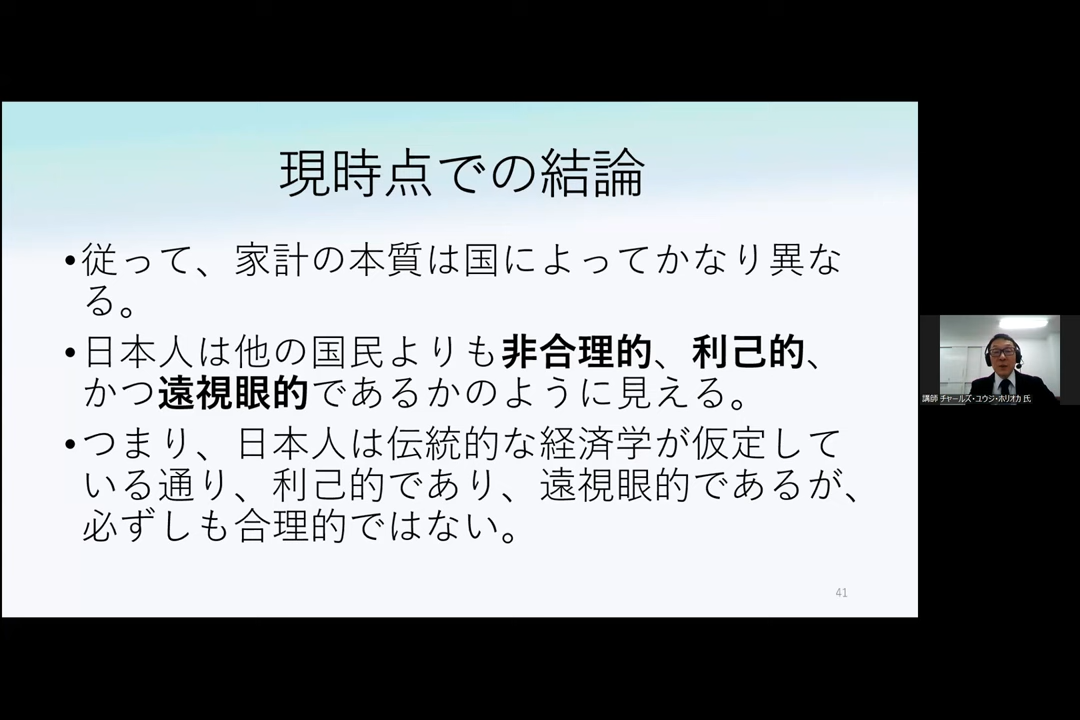 現時点での結論
•従って、家計の本質は国によってかなり異な
る。
•日本人は他の国民よりも非合理的、利己的、
かつ遠視眼的であるかのように見える。
•つまり、日本人は伝統的な経済学が仮定して
いる通り、利己的であり、遠視眼的であるが、
必ずしも合理的ではない。
41
講師 チャールズ・ユウジ・ホリオカ 氏